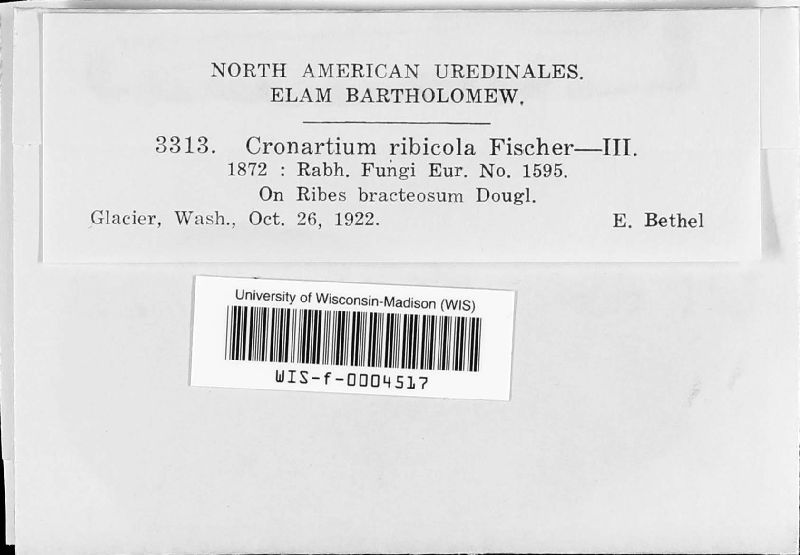 NORTH AMERICAN UREDINALES.
ELAM BARTHOLOMEW.
3313. Cronartium ribicola Fischer—III.
1872 : Rabh. Fungi Eur. No. 1595.
On Ribes bracteosum Dougl.
Glacier, Wash., Oct. 26, 1922. E. Bethel
University of Wisconsin-Madison (WIS)
WIS-f-0004517